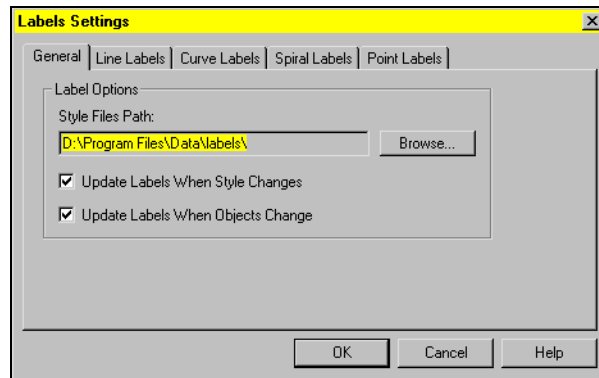 Labels Settings
General Line Labels Curve Labels Spiral Labels Point Labels
Label Options
Style Files Path:
D:\Program Files\Data\labels\ Browse...
Update Labels When Style Changes
Update Labels When Objects Change
OK Cancel Help